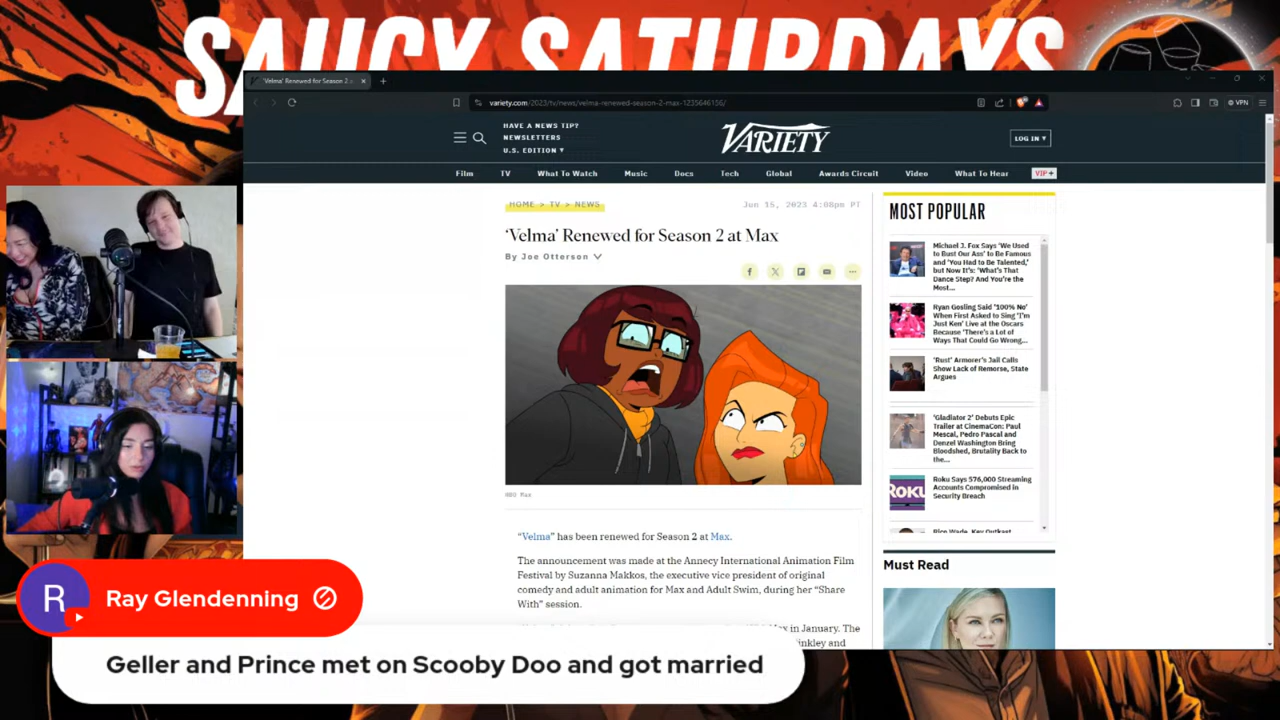 SAUCY SATURDAYS
'Velma' Renewed for Season 2 a
variety.com/2023/tv/news/velma-renewed-season-2-max-1235646156/
VPN
HAVE A NEWS TIP?
NEWSLETTERS
U.S. EDITION
VARIETY
LOG IN
Film
TV
What To Watch
Music
Docs
Tech
Global
Awards Circuit
Video
What To Hear
VIP+
HOME > TV > NEWS
Jun 15, 2023 4:08pm PT
‘Velma’ Renewed for Season 2 at Max
By Joe Otterson
HBO Max
“Velma” has been renewed for Season 2 at Max.
The announcement was made at the Annecy International Animation Film
Festival by Suzanna Makkos, the executive vice president of original
comedy and adult animation for Max and Adult Swim, during her “Share
With” session.
ax in January. The
inkley and
MOST POPULAR
Michael J. Fox Says ‘We Used
to Bust Our Ass’ to Be Famous
and ‘You Had to Be Talented,’
but Now It's: ‘What's That
Dance Step? And You're the
Most...
Ryan Gosling Said ‘100% No’
When First Asked to Sing ‘I'm
Just Ken’ Live at the Oscars
Because ‘There's a Lot of
Ways That Could Go Wrong...
‘Rust’ Armorer's Jail Calls
Show Lack of Remorse, State
Argues
‘Gladiator 2’ Debuts Epic
Trailer at CinemaCon: Paul
Mescal, Pedro Pascal and
Denzel Washington Bring
Bloodshed, Brutality Back to
the...
ROKU
Roku Says 576,000 Streaming
Accounts Compromised in
Security Breach
Must Read
R
Ray Glendenning
Geller and Prince met on Scooby Doo and got married